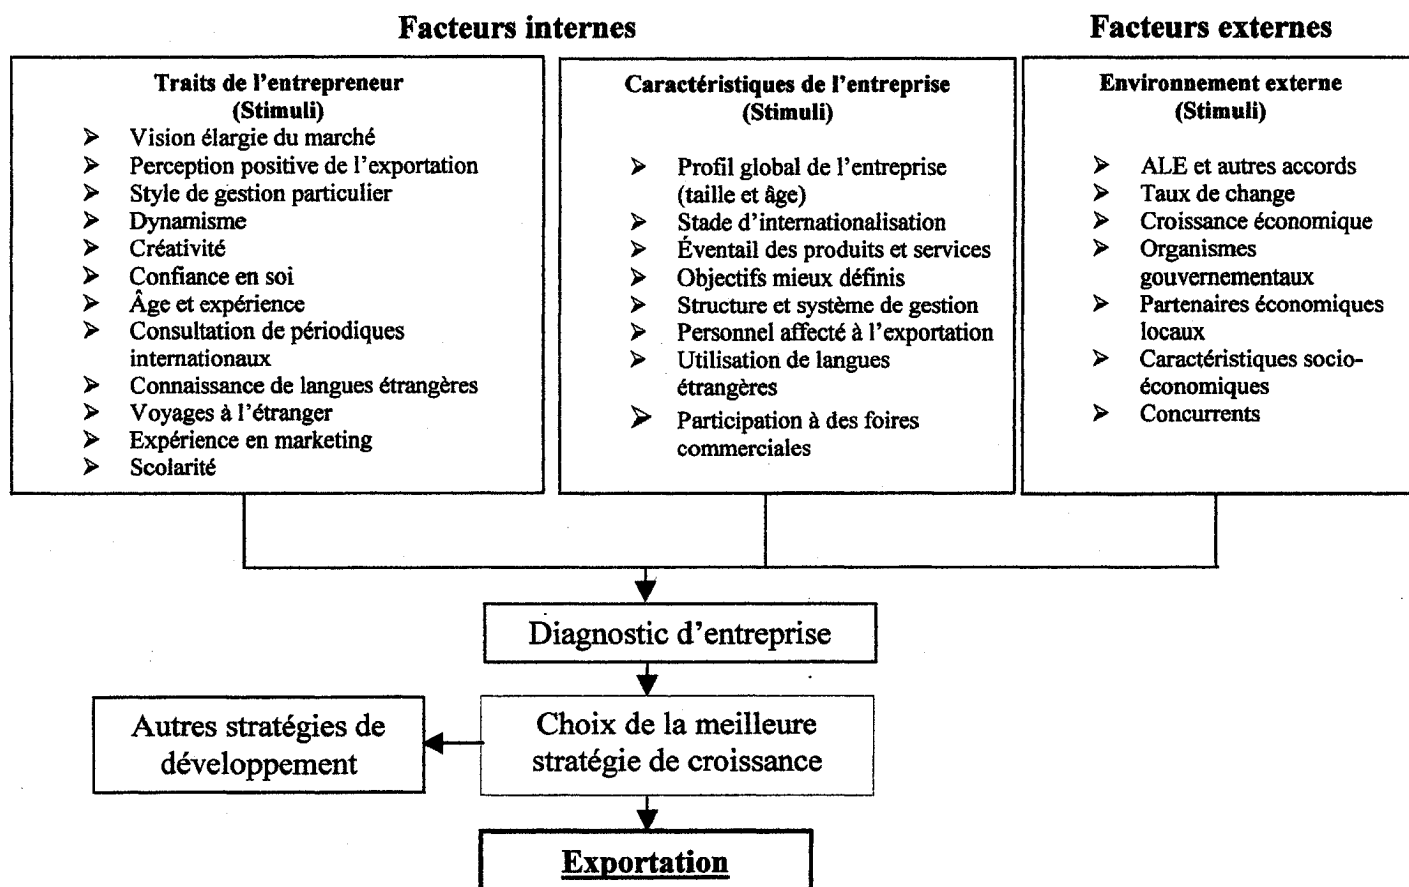 Facteurs internes
Facteurs externes
Traits de l'entrepreneur
(Stimuli)
➢ Vision élargie du marché
➢ Perception positive de l'exportation
➢ Style de gestion particulier
➢ Dynamisme
➢ Créativité
➢ Confiance en soi
➢ Âge et expérience
➢ Consultation de périodiques
internationaux
➢ Connaissance de langues étrangères
➢ Voyages à l'étranger
➢ Expérience en marketing
➢ Scolarité
Caractéristiques de l'entreprise
(Stimuli)
➢ Profil global de l'entreprise
(taille et âge)
➢ Stade d'internationalisation
➢ Éventail des produits et services
➢ Objectifs mieux définis
➢ Structure et système de gestion
➢ Personnel affecté à l'exportation
➢ Utilisation de langues
étrangères
➢ Participation à des foires
commerciales
Environnement externe
(Stimuli)
➢ ALE et autres accords
➢ Taux de change
➢ Croissance économique
➢ Organismes
gouvernementaux
➢ Partenaires économiques
locaux
➢ Caractéristiques socio-
économiques
➢ Concurrents
Diagnostic d'entreprise
Autres stratégies de
développement
Choix de la meilleure
stratégie de croissance
Exportation